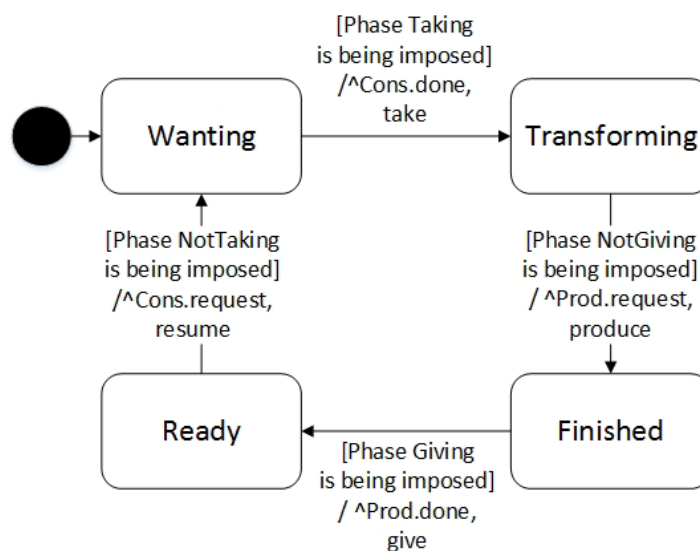 [Phase Taking
is being imposed]
/^Cons.done,
take
Wanting
Transforming
[Phase NotTaking
is being imposed]
/^Cons.request,
resume
[Phase NotGiving
is being imposed]
/ ^Prod.request,
produce
Ready
Finished
[Phase Giving
is being imposed]
/ ^Prod.done,
give